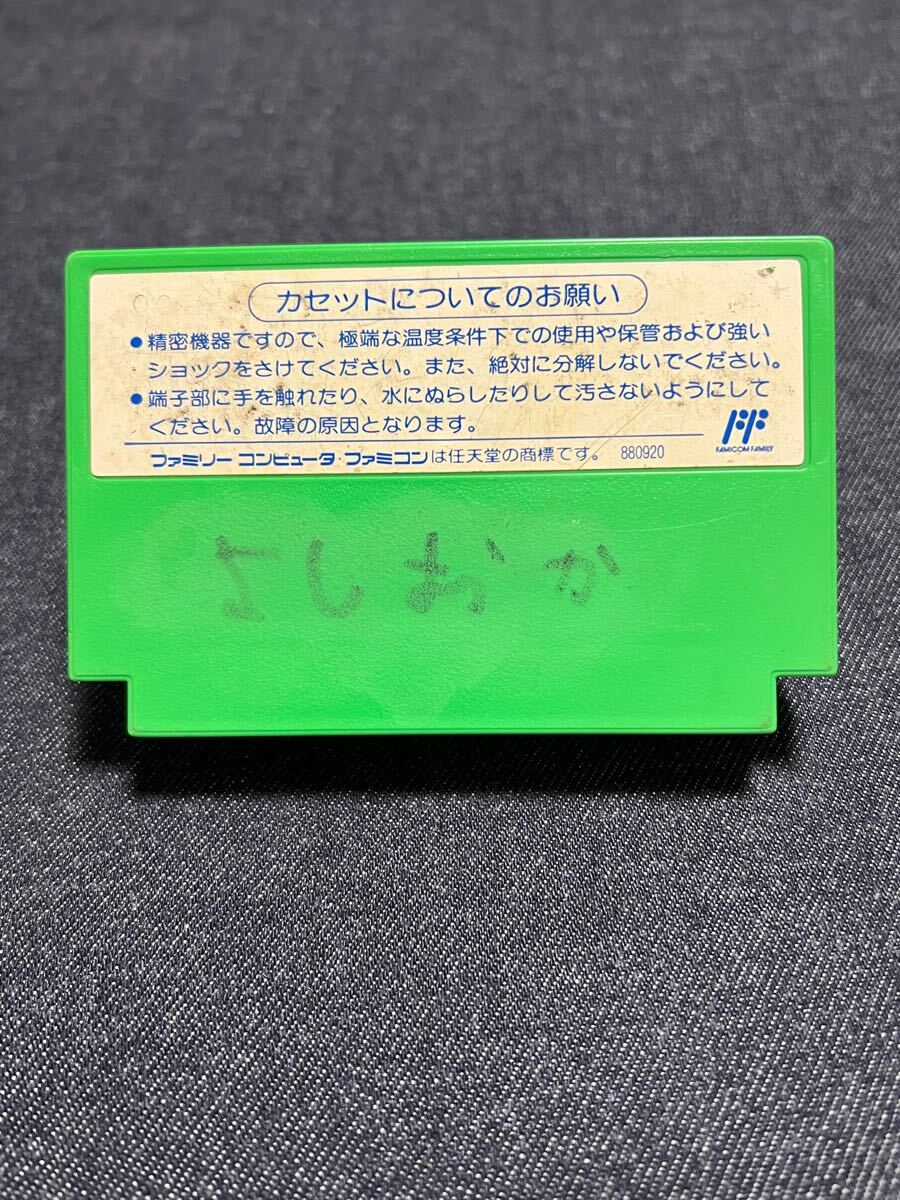 カセットについてのお願い
●精密機器ですので、極端な温度条件下での使用や保管および強い
ショックをさけてください。また、絶対に分解しないでください。
●端子部に手を触れたり、水にぬらしたりして汚さないようにして
ください。故障の原因となります。
FAMICOM FAMILY
ファミリー コンピュータ・ファミコンは任天堂の商標です。 880920
よしおか